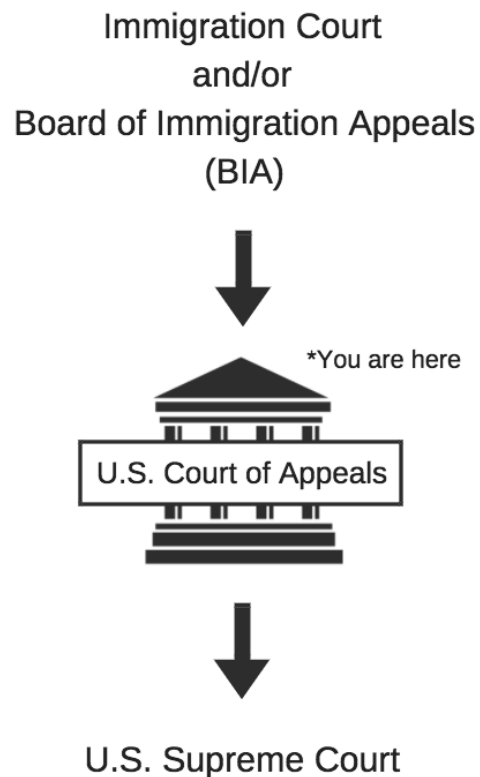 Immigration Court
and/or
Board of Immigration Appeals
(BIA)
*You are here
U.S. Court of Appeals
U.S. Supreme Court